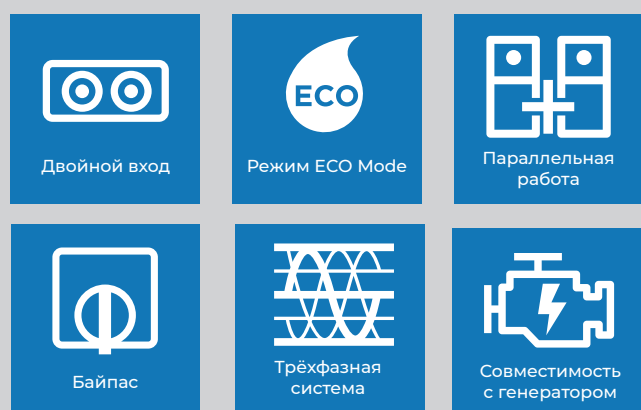 Двойной вход
ECO
Режим ECO Mode
Параллельная
работа
Байпас
Трёхфазная
система
Совместимость
с генератором